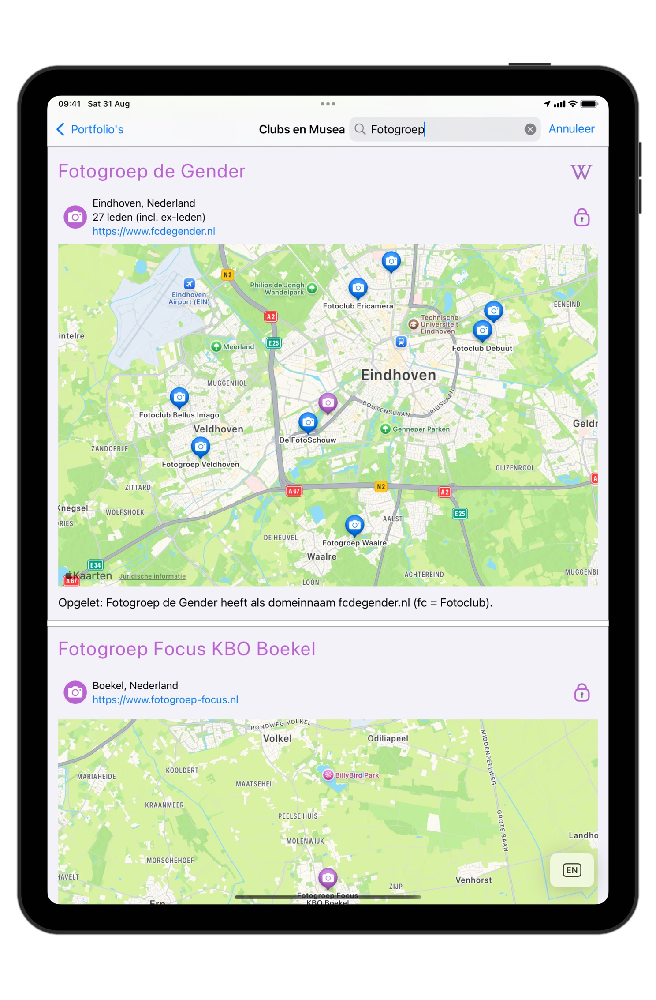 09:41 Sat 31 Aug
Portfolio's
Clubs en Musea
Fotogroep
Annuleer
Fotogroep de Gender
W
Eindhoven, Nederland
27 leden (incl. ex-leden)
https://www.fcdegender.nl
N2
Philips de Jongh
Wandelpark
Eindhoven
Airport (EIN)
Fotoclub Ericamera
EENEIND
A2
Technische
Universiteit
Eindhoven
intelre
E25
Meerland
Fotoclub Debuut
Eindhoven
MUGGENHOL
BOUTENSLAAN
PIUSLAAN
Fotoclub Bellus Imago
Veldhoven
Genneper Parken
Geldr
De FotoSchouw
ZANDOERLE
Fotogroep Veldhoven
GIJZENROOI
A
ZITTARD
A67
N2
A2
Knegsel
WOLFSHOEK
E25
RIES
AALST
DE HEUVEL
Fotogroep Waalre
Waalre
E34
Kaarten
Juridische informatie
A67
ACHTEREIND
MUGGENBI
LOON
Opgelet: Fotogroep de Gender heeft als domeinnaam fcdegender.nl (fc = Fotoclub).
Fotogroep Focus KBO Boekel
Boekel, Nederland
https://www.fotogroep-focus.nl
RONDWEG VOLKEL
Volkel
Odiliapeel
MIDDENPEELWEG
KOOLDERT
MARIAHEIDE
BillyBird Park
MAATSEHEI
KRAANMEER
PEELSE HUIS
GROTE BAAN
Landho
MOLENWIJK
MORSCHEHOEF
HAVELT
EN
Venhorst
ZIJP
Fotogroep Focus
KBO Boekel
Erp